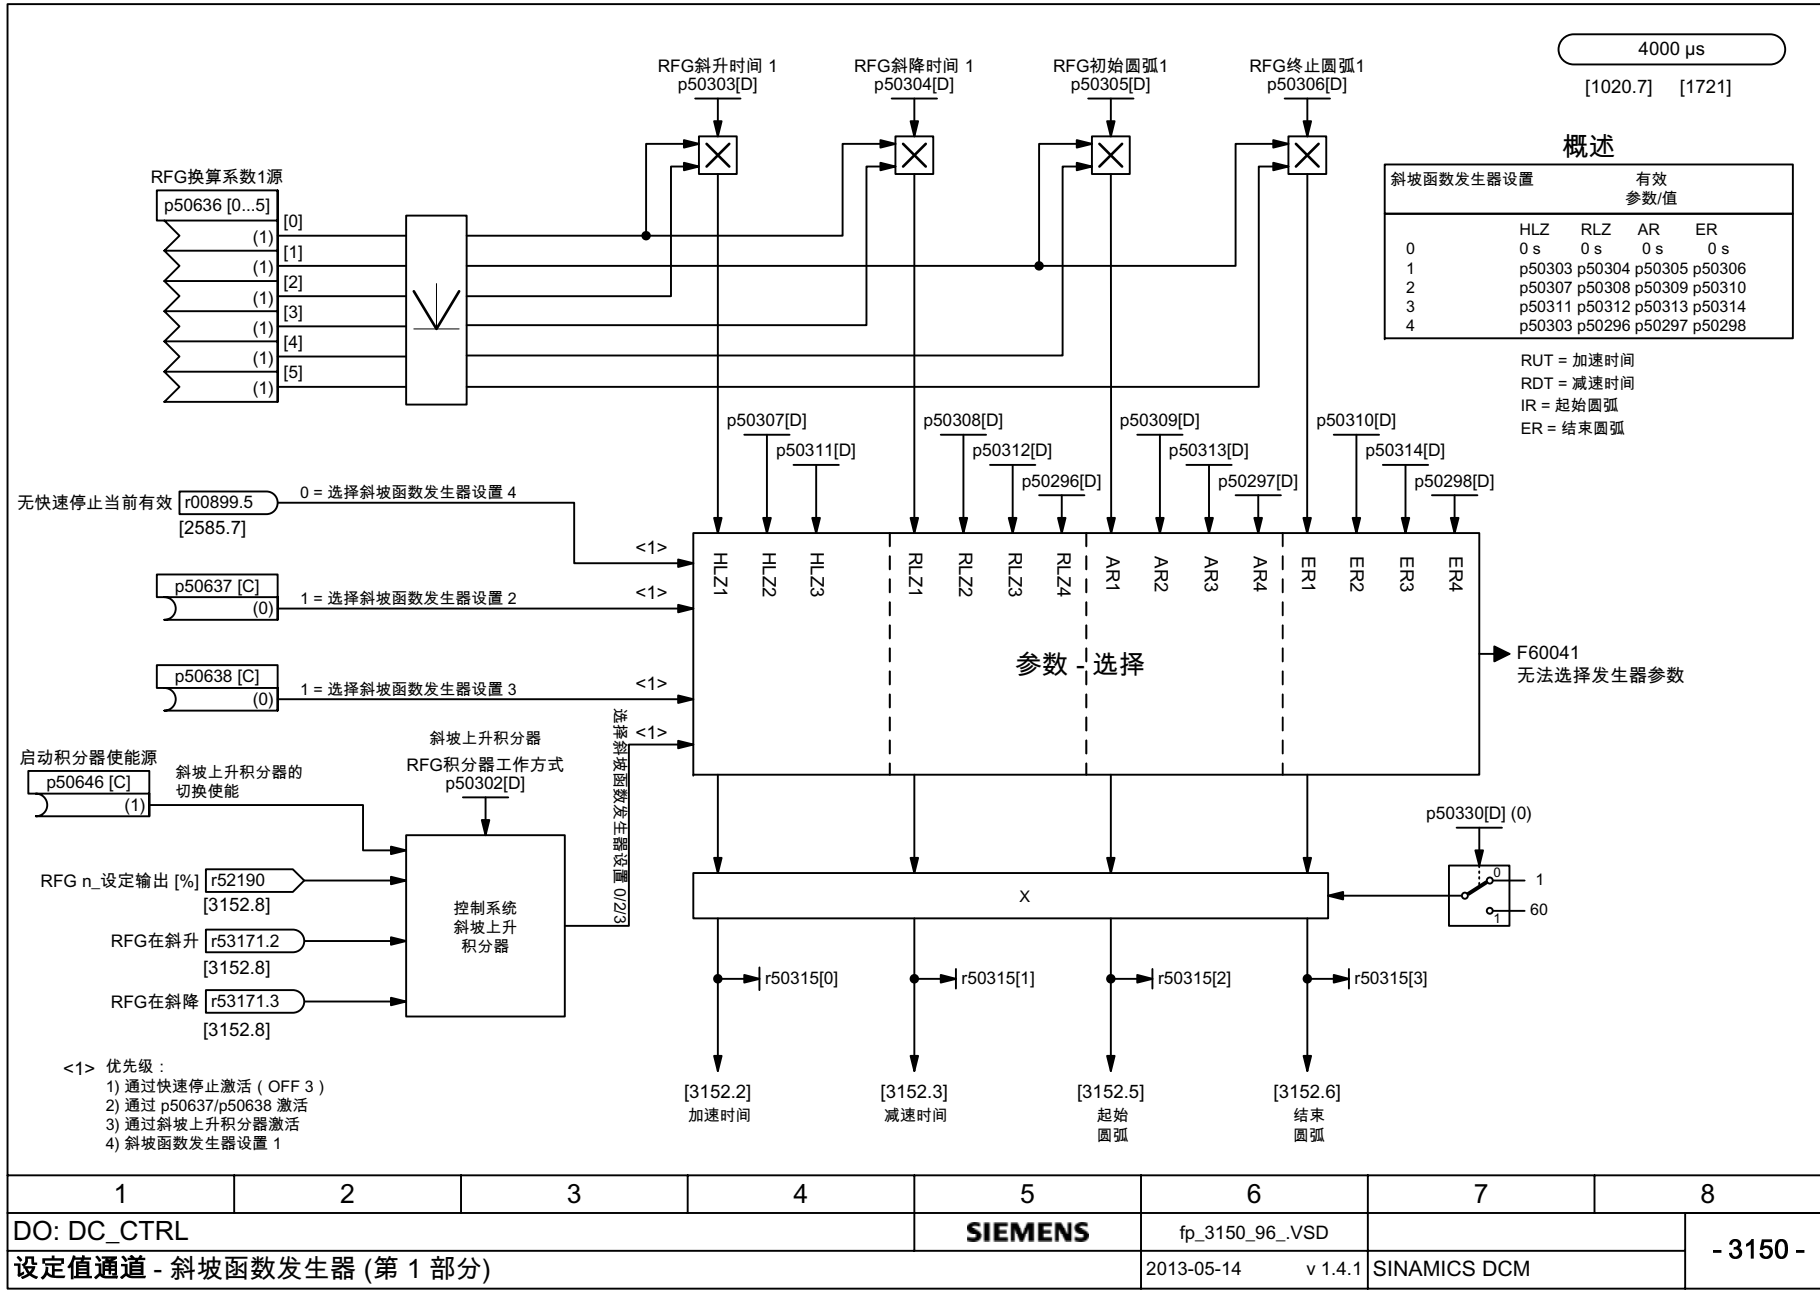 4000 µs
[1020.7] [1721]
RFG斜升时间 1
p50303[D]
RFG斜降时间 1
p50304[D]
RFG初始圆弧1
p50305[D]
RFG终止圆弧1
p50306[D]
概述
斜坡函数发生器设置 有效
参数/值
HLZ RLZ AR ER
0 0 s 0 s 0 s 0 s
1 p50303 p50304 p50305 p50306
2 p50307 p50308 p50309 p50310
3 p50311 p50312 p50313 p50314
4 p50303 p50296 p50297 p50298
RUT = 加速时间
RDT = 减速时间
IR = 起始圆弧
ER = 结束圆弧
RFG换算系数1源
p50636 [0...5]
[0]
(1)
[1]
(1)
[2]
(1)
[3]
(1)
[4]
(1)
[5]
(1)
p50307[D]
p50311[D]
p50308[D]
p50312[D]
p50296[D]
p50309[D]
p50313[D]
p50297[D]
p50310[D]
p50314[D]
p50298[D]
无快速停止当前有效 r00899.5
[2585.7]
0 = 选择斜坡函数发生器设置 4
<1>
p50637 [C]
(0)
1 = 选择斜坡函数发生器设置 2
<1>
p50638 [C]
(0)
1 = 选择斜坡函数发生器设置 3
<1>
<1>
选择斜坡函数发生器设置 0/2/3
HLZ1
HLZ2
HLZ3
RLZ1
RLZ2
RLZ3
RLZ4
AR1
AR2
AR3
AR4
ER1
ER2
ER3
ER4
参数 - 选择
F60041
无法选择发生器参数
启动积分器使能源
p50646 [C]
(1)
斜坡上升积分器的
切换使能
斜坡上升积分器
RFG积分器工作方式
p50302[D]
RFG n_设定输出 [%] r52190
[3152.8]
RFG在斜升 r53171.2
[3152.8]
RFG在斜降 r53171.3
[3152.8]
控制系统
斜坡上升
积分器
p50330[D] (0)
0
1
1
60
X
r50315[0]
r50315[1]
r50315[2]
r50315[3]
[3152.2]
加速时间
[3152.3]
减速时间
[3152.5]
起始
圆弧
[3152.6]
结束
圆弧
<1> 优先级：
1) 通过快速停止激活（OFF 3）
2) 通过 p50637/p50638 激活
3) 通过斜坡上升积分器激活
4) 斜坡函数发生器设置 1
1 2 3 4 5 6 7 8
DO: DC_CTRL
SIEMENS
fp_3150_96_.VSD
- 3150 -
设定值通道 - 斜坡函数发生器 (第 1 部分)
2013-05-14 v 1.4.1
SINAMICS DCM